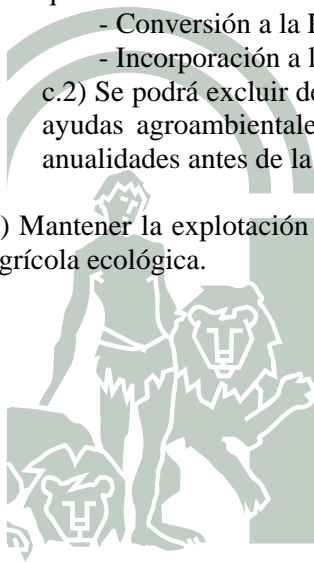 - Conversión a la
- Incorporación a l
c.2) Se podrá excluir de
ayudas agroambientale
anualidades antes de la
) Mantener la explotación
grícola ecológica.